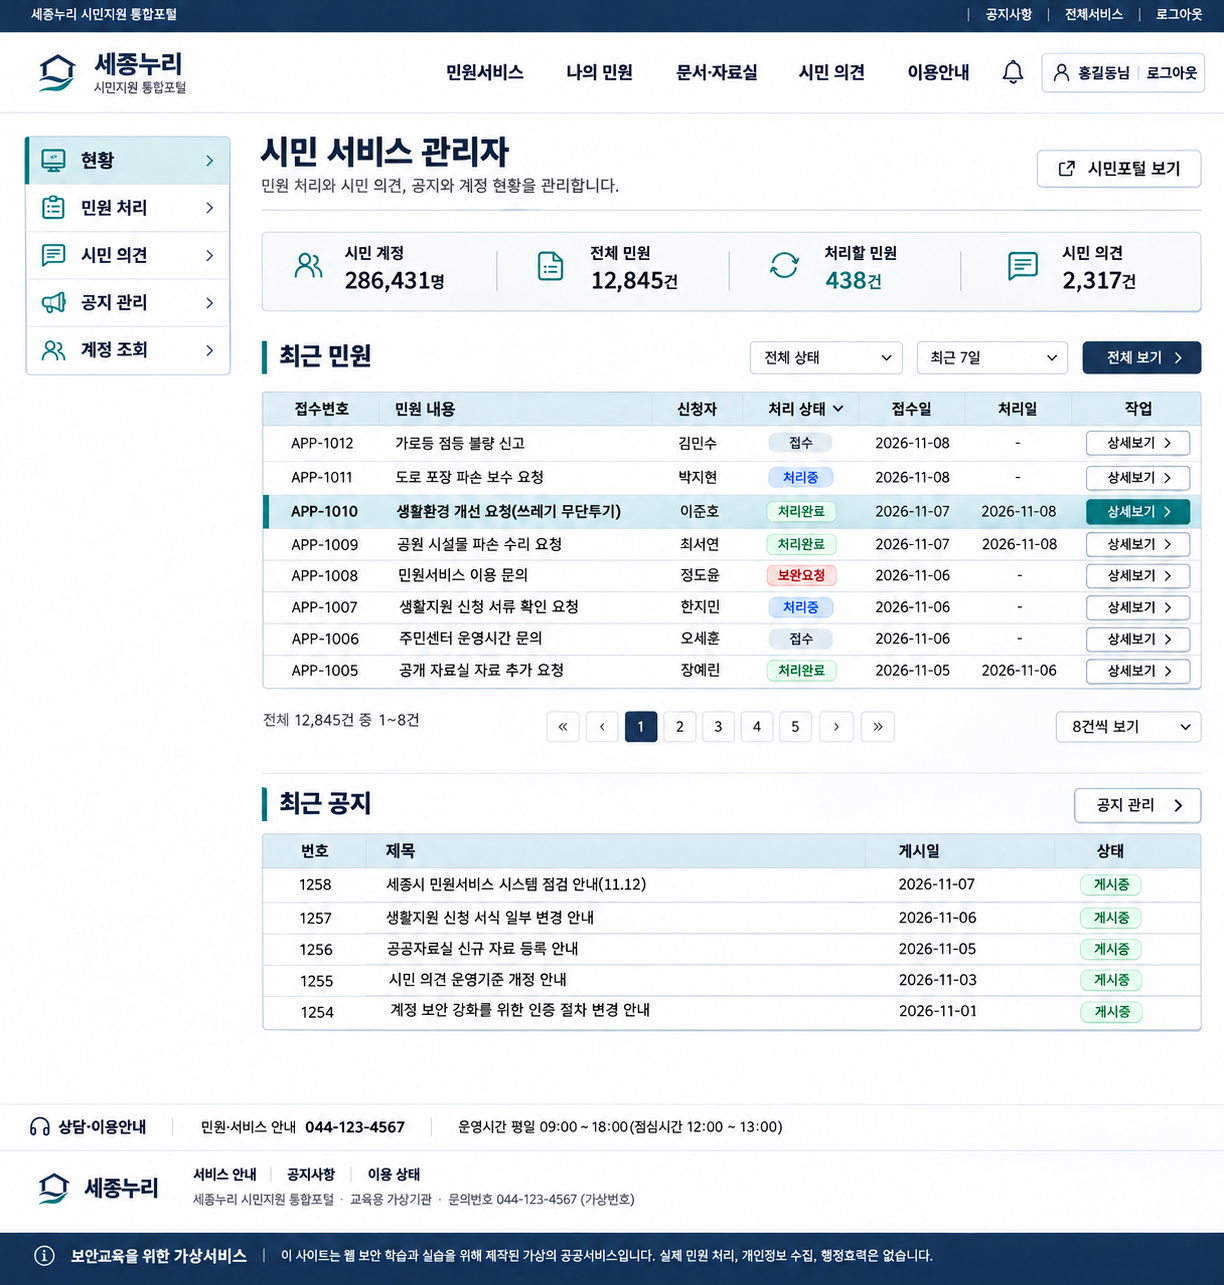 세종누리 시민지원 통합포털
| 공지사항 | 전체서비스 | 로그아웃
세종누리
시민지원 통합포털
민원서비스 나의 민원 문서·자료실 시민 의견 이용안내
홍길동님 | 로그아웃
현황
민원 처리
시민 의견
공지 관리
계정 조회
시민 서비스 관리자
민원 처리와 시민 의견, 공지와 계정 현황을 관리합니다.
시민포털 보기
시민 계정
286,431명
전체 민원
12,845건
처리할 민원
438건
시민 의견
2,317건
최근 민원
전체 상태
최근 7일
전체 보기
접수번호 민원 내용 신청자 처리 상태 접수일 처리일 작업
APP-1012 가로등 점등 불량 신고 김민수 접수 2026-11-08 - 상세보기
APP-1011 도로 포장 파손 보수 요청 박지현 처리중 2026-11-08 - 상세보기
APP-1010 생활환경 개선 요청(쓰레기 무단투기) 이준호 처리완료 2026-11-07 2026-11-08 상세보기
APP-1009 공원 시설물 파손 수리 요청 최서연 처리완료 2026-11-07 2026-11-08 상세보기
APP-1008 민원서비스 이용 문의 정도윤 보완요청 2026-11-06 - 상세보기
APP-1007 생활지원 신청 서류 확인 요청 한지민 처리중 2026-11-06 - 상세보기
APP-1006 주민센터 운영시간 문의 오세훈 접수 2026-11-06 - 상세보기
APP-1005 공개 자료실 자료 추가 요청 장예린 처리완료 2026-11-05 2026-11-06 상세보기
전체 12,845건 중 1~8건
« ‹ 1 2 3 4 5 › »
8건씩 보기
최근 공지
공지 관리
번호 제목 게시일 상태
1258 세종시 민원서비스 시스템 점검 안내(11.12) 2026-11-07 게시중
1257 생활지원 신청 서식 일부 변경 안내 2026-11-06 게시중
1256 공공자료실 신규 자료 등록 안내 2026-11-05 게시중
1255 시민 의견 운영기준 개정 안내 2026-11-03 게시중
1254 계정 보안 강화를 위한 인증 절차 변경 안내 2026-11-01 게시중
상담·이용안내 | 민원·서비스 안내 044-123-4567 | 운영시간 평일 09:00 ~ 18:00 (점심시간 12:00 ~ 13:00)
세종누리
서비스 안내 | 공지사항 | 이용 상태
세종누리 시민지원 통합포털 · 교육용 가상기관 · 문의번호 044-123-4567 (가상번호)
보안교육을 위한 가상서비스 | 이 사이트는 웹 보안 학습과 실습을 위해 제작된 가상의 공공서비스입니다. 실제 민원 처리, 개인정보 수집, 행정효력은 없습니다.